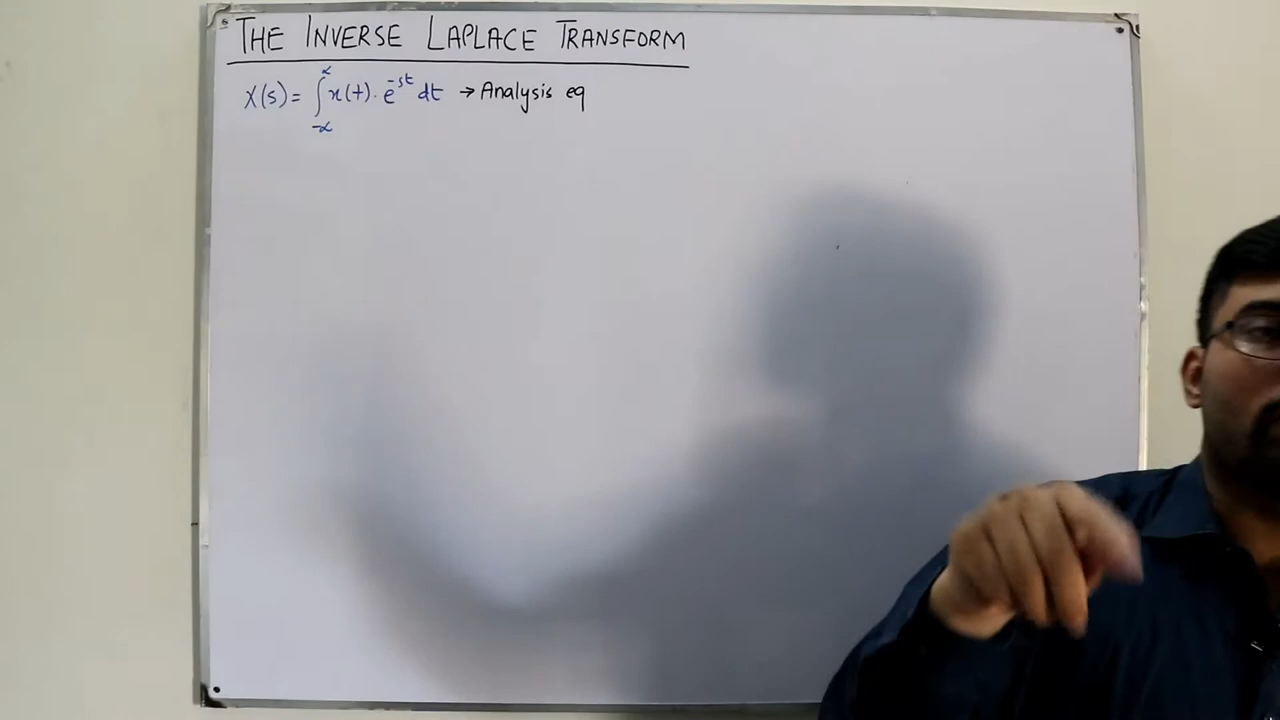 THE INVERSE LAPLACE TRANSFORM
X(s) = ∫_{-∞}^{∞} x(t) . e^{-st} dt → Analysis eq